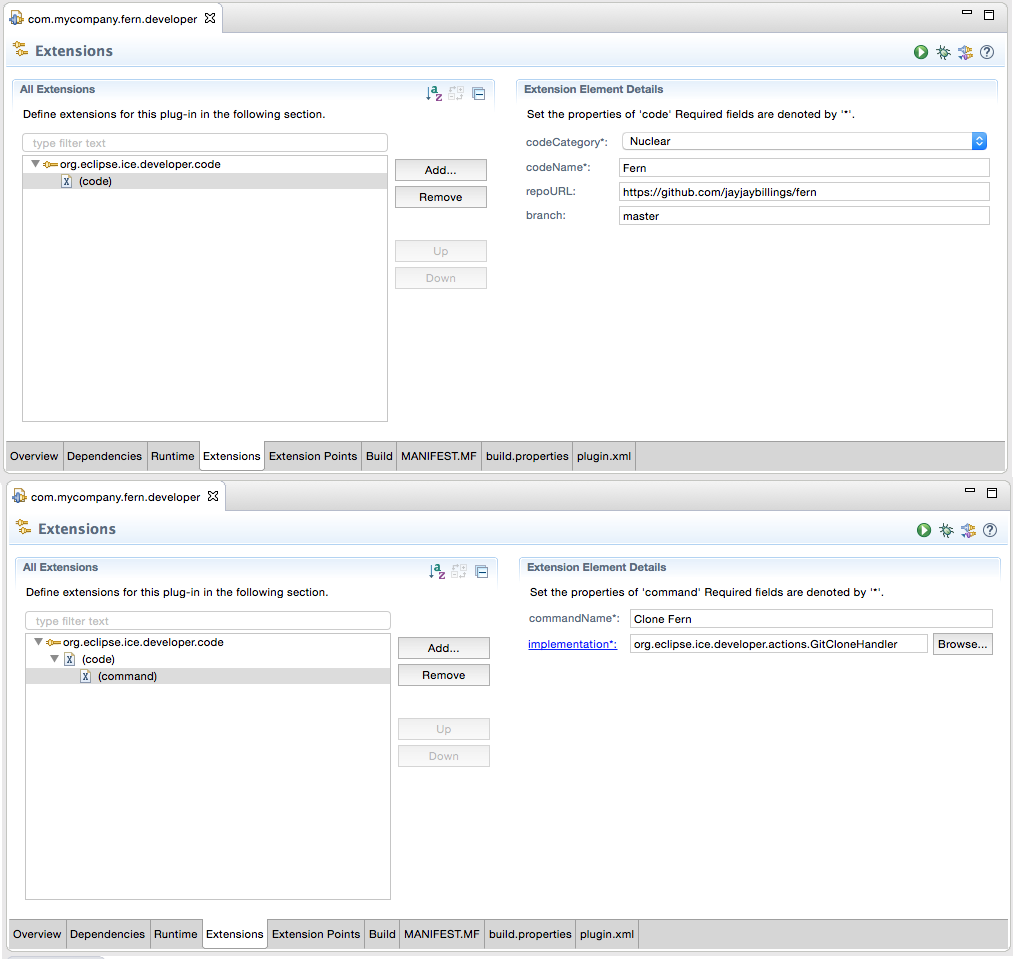 com.mycompany.fern.developer
Extensions
All Extensions
Define extensions for this plug-in in the following section.
type filter text
org.eclipse.ice.developer.code
(code)
Add...
Remove
Up
Down
Extension Element Details
Set the properties of 'code' Required fields are denoted by '*'.
codeCategory*: Nuclear
codeName*: Fern
repoURL: https://github.com/jayjaybillings/fern
branch: master
Overview Dependencies Runtime Extensions Extension Points Build MANIFEST.MF build.properties plugin.xml
com.mycompany.fern.developer
Extensions
All Extensions
Define extensions for this plug-in in the following section.
type filter text
org.eclipse.ice.developer.code
(code)
(command)
Add...
Remove
Up
Down
Extension Element Details
Set the properties of 'command' Required fields are denoted by '*'.
commandName*: Clone Fern
implementation*: org.eclipse.ice.developer.actions.GitCloneHandler Browse...
Overview Dependencies Runtime Extensions Extension Points Build MANIFEST.MF build.properties plugin.xml